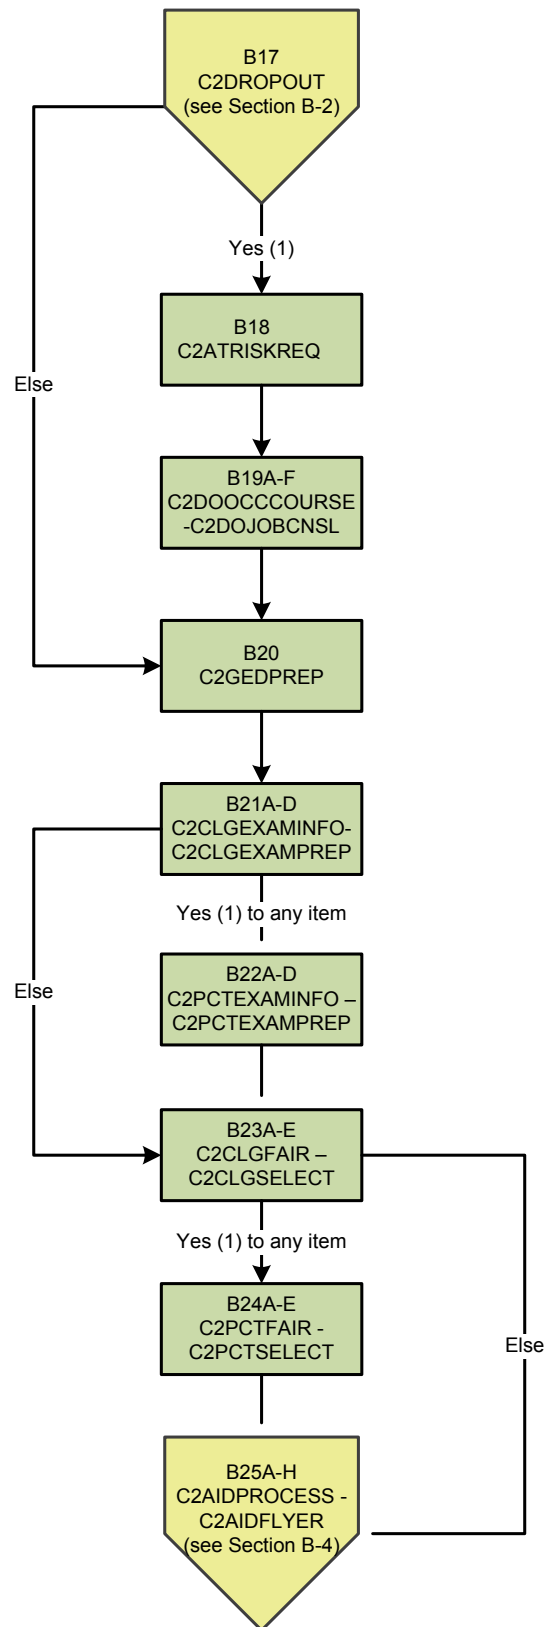 B17
C2DROPOUT
(see Section B-2)
Yes (1)
B18
C2ATRISKREQ
Else
B19A-F
C2DOOCCCOURSE
-C2DOJOBCNSL
B20
C2GEDPREP
B21A-D
C2CLGEXAMINFO-
C2CLGEXAMPREP
Yes (1) to any item
Else
B22A-D
C2PCTEXAMINFO –
C2PCTEXAMPREP
B23A-E
C2CLGFAIR –
C2CLGSELECT
Yes (1) to any item
B24A-E
C2PCTFAIR -
C2PCTSELECT
Else
B25A-H
C2AIDPROCESS -
C2AIDFLYER
(see Section B-4)